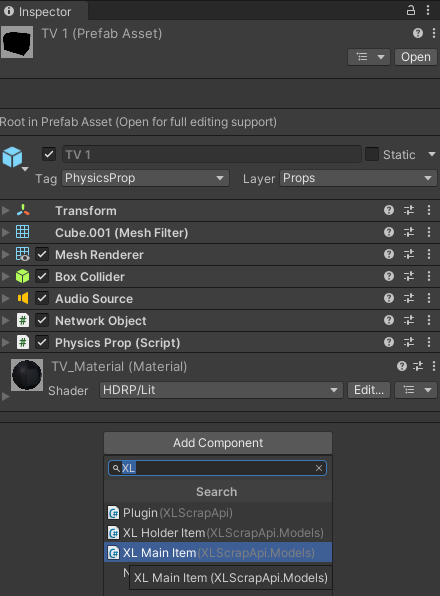 Inspector
TV 1 (Prefab Asset)
Open
Root in Prefab Asset (Open for full editing support)
TV 1
Static
Tag PhysicsProp Layer Props
Transform
Cube.001 (Mesh Filter)
Mesh Renderer
Box Collider
Audio Source
Network Object
Physics Prop (Script)
TV_Material (Material)
Shader HDRP/Lit Edit...
Add Component
XL
Search
Plugin (XLScrapApi)
XL Holder Item (XLScrapApi.Models)
XL Main Item (XLScrapApi.Models)
XL Main Item (XLScrapApi.Models)